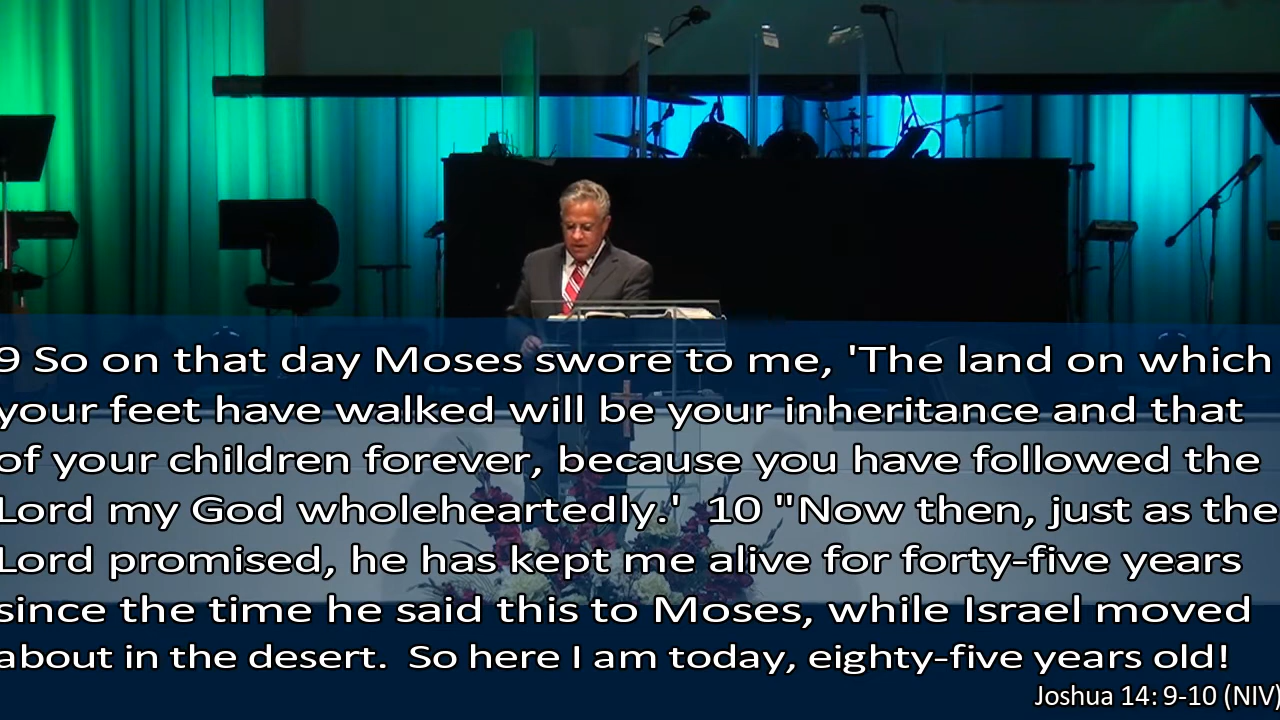 9 So on that day Moses swore to me, 'The land on which
your feet have walked will be your inheritance and that
of your children forever, because you have followed the
Lord my God wholeheartedly.'  10 "Now then, just as the
Lord promised, he has kept me alive for forty-five years
since the time he said this to Moses, while Israel moved
about in the desert.  So here I am today, eighty-five years old!
Joshua 14: 9-10 (NIV)